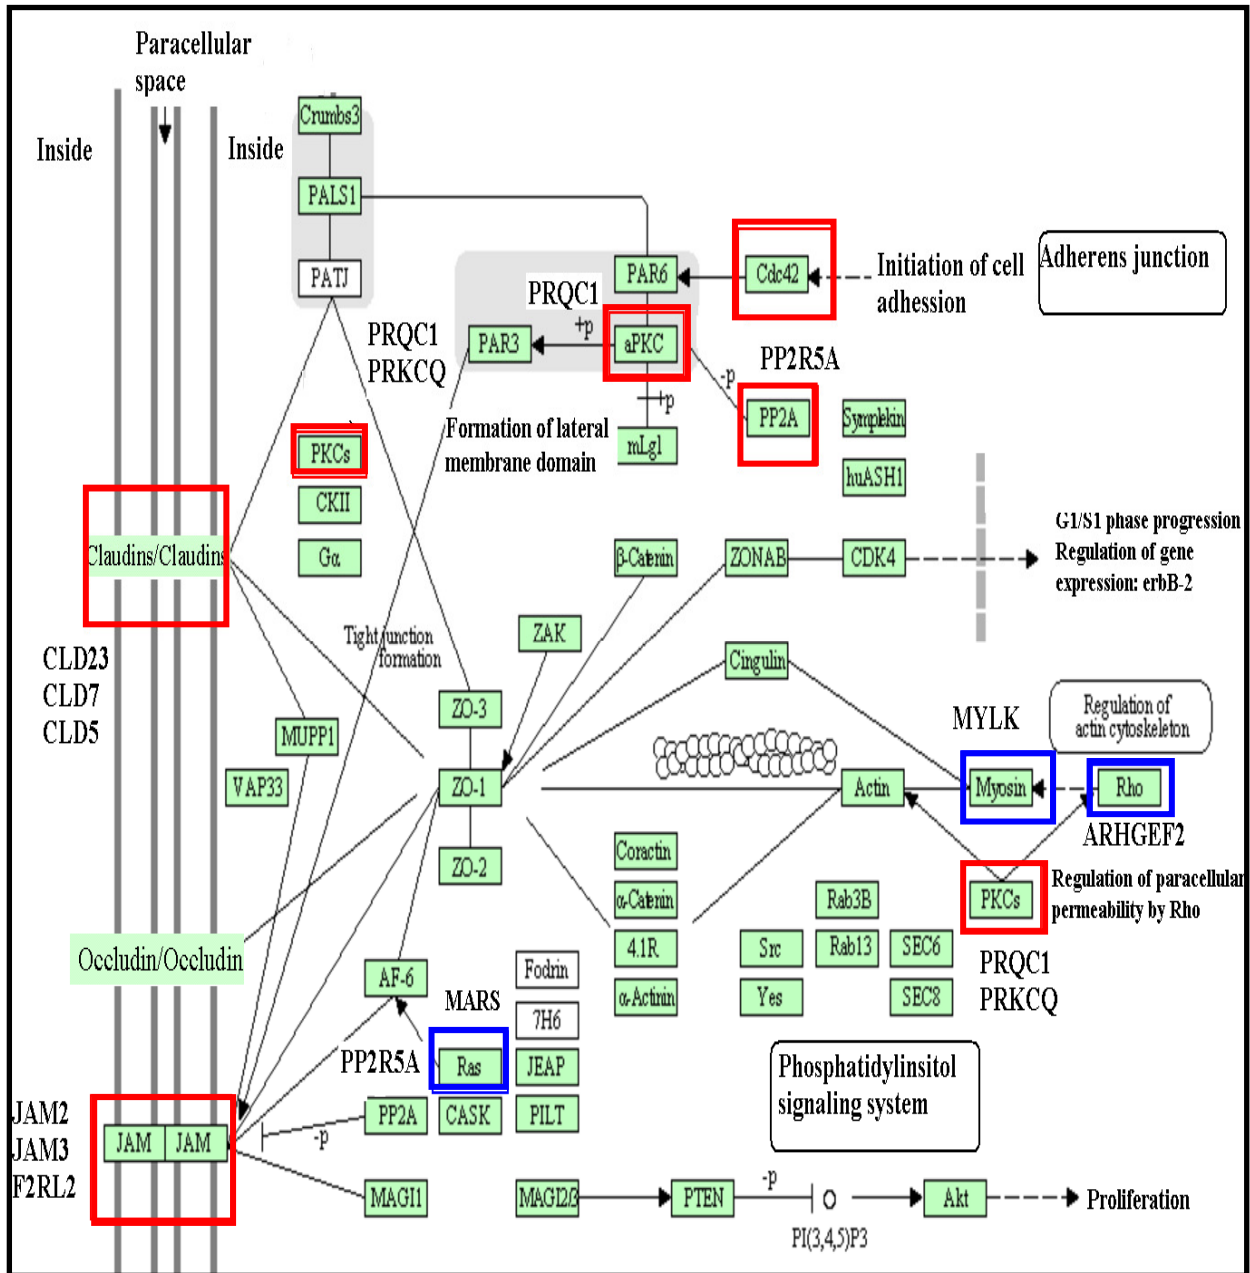 Paracellular
space
Inside
Inside
Crumbs3
PALS1
PATJ
PAR6
Cdc42
Initiation of cell
adhession
Adherens junction
PRQC1
+p
PAR3
aPKC
PRQC1
PRKCQ
PP2R5A
-p
+p
PP2A
Symplekin
Formation of lateral
membrane domain
mLgl
PKCs
huASH1
CKII
Claudins/Claudins
Gα
β-Catenin
ZONAB
CDK4
G1/S1 phase progression
Regulation of gene
expression: erbB-2
Tight junction
formation
ZAK
Cingulin
CLD23
CLD7
CLD5
ZO-3
MUPP1
MYLK
Regulation of
actin cytoskeleton
VAP33
ZO-1
Actin
Myosin
Rho
ARHGEF2
ZO-2
Coractin
α-Catenin
Rab3B
PKCs
Regulation of paracellular
permeability by Rho
Occludin/Occludin
4.1R
Src
Rab13
SEC6
PRQC1
PRKCQ
AF-6
Fodrin
α-Actinin
Yes
SEC8
MARS
7H6
PP2R5A
Ras
JEAP
Phosphatidylinsitol
signaling system
JAM2
JAM3
F2RL2
JAM
JAM
-p
PP2A
CASK
PILT
MAGI1
MAGI2/3
PTEN
-p
PI(3,4,5)P3
Akt
Proliferation